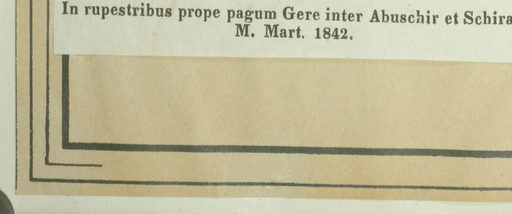 In rupestribus prope pagum Gere inter Abuschir et Schira
M. Mart. 1842.